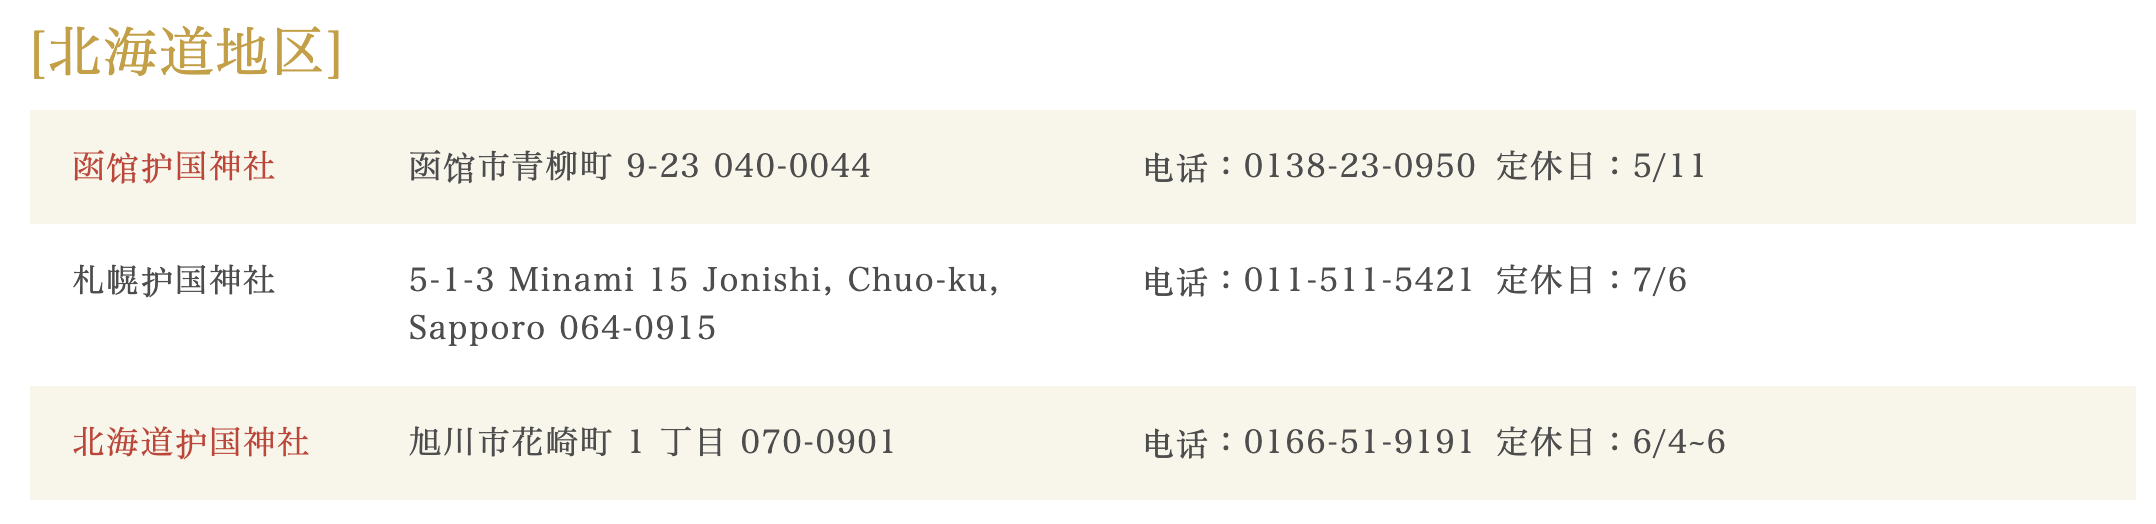 [北海道地区]
函馆护国神社 函馆市青柳町 9-23 040-0044 电话：0138-23-0950 定休日：5/11
札幌护国神社 5-1-3 Minami 15 Jonishi, Chuo-ku, 电话：011-511-5421 定休日：7/6
Sapporo 064-0915
北海道护国神社 旭川市花崎町 1 丁目 070-0901 电话：0166-51-9191 定休日：6/4~6